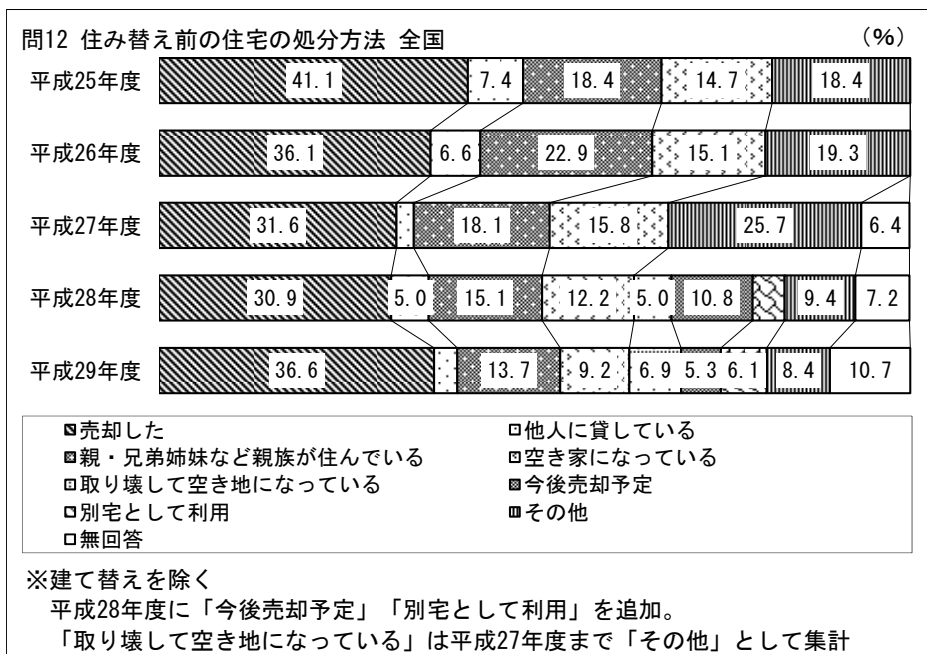 問12 住み替え前の住宅の処分方法 全国 (%)
平成25年度 41.1 7.4 18.4 14.7 18.4
平成26年度 36.1 6.6 22.9 15.1 19.3
平成27年度 31.6 18.1 15.8 25.7 6.4
平成28年度 30.9 5.0 15.1 12.2 5.0 10.8 9.4 7.2
平成29年度 36.6 13.7 9.2 6.9 5.3 6.1 8.4 10.7
売却した 他人に貸している
親・兄弟姉妹など親族が住んでいる 空き家になっている
取り壊して空き地になっている 今後売却予定
別宅として利用 その他
無回答
※建て替えを除く
平成28年度に「今後売却予定」「別宅として利用」を追加。
「取り壊して空き地になっている」は平成27年度まで「その他」として集計